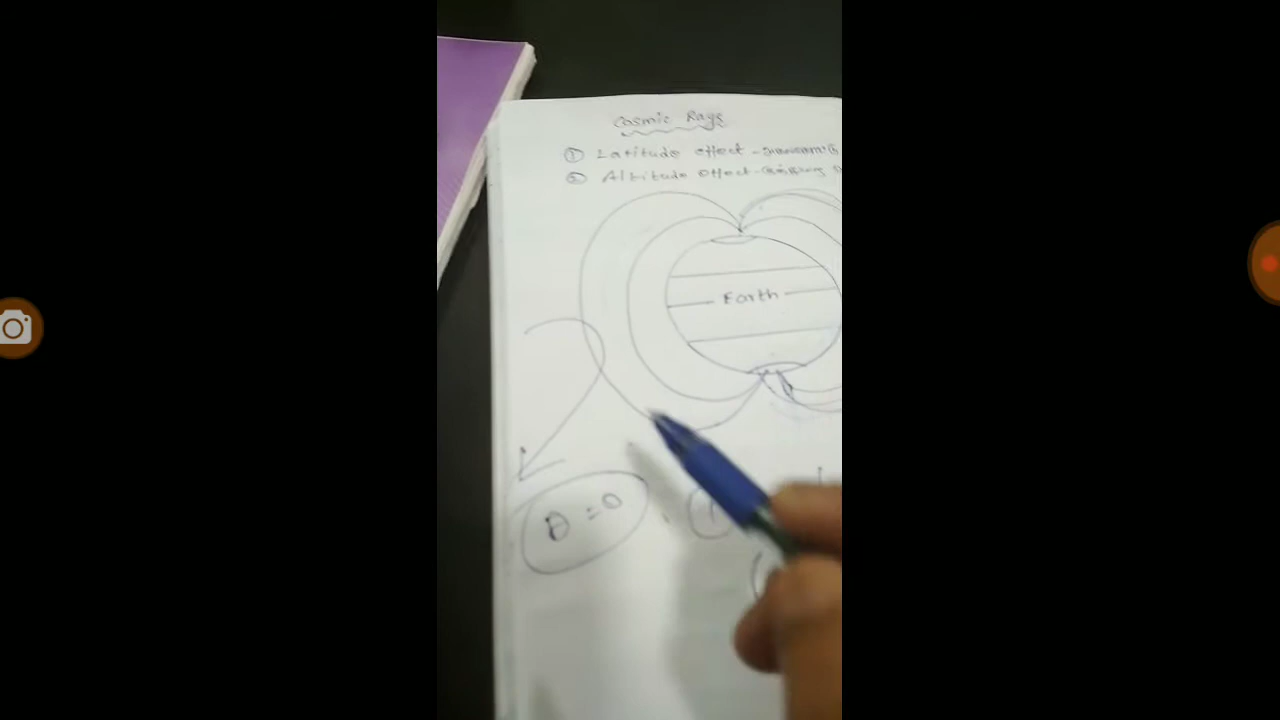 Cosmic Rays
① Latitude effect -
② Altitude effect -
Earth
θ = 0